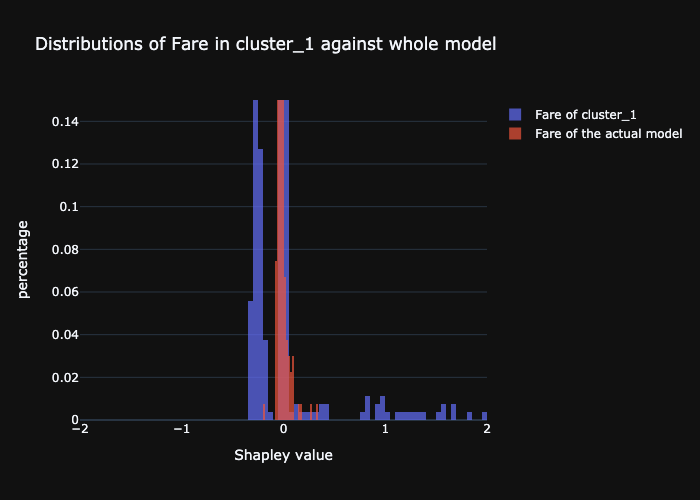 Distributions of Fare in cluster_1 against whole model
Fare of cluster_1
Fare of the actual model
percentage
0.14
0.12
0.1
0.08
0.06
0.04
0.02
0
−2
−1
0
1
2
Shapley value